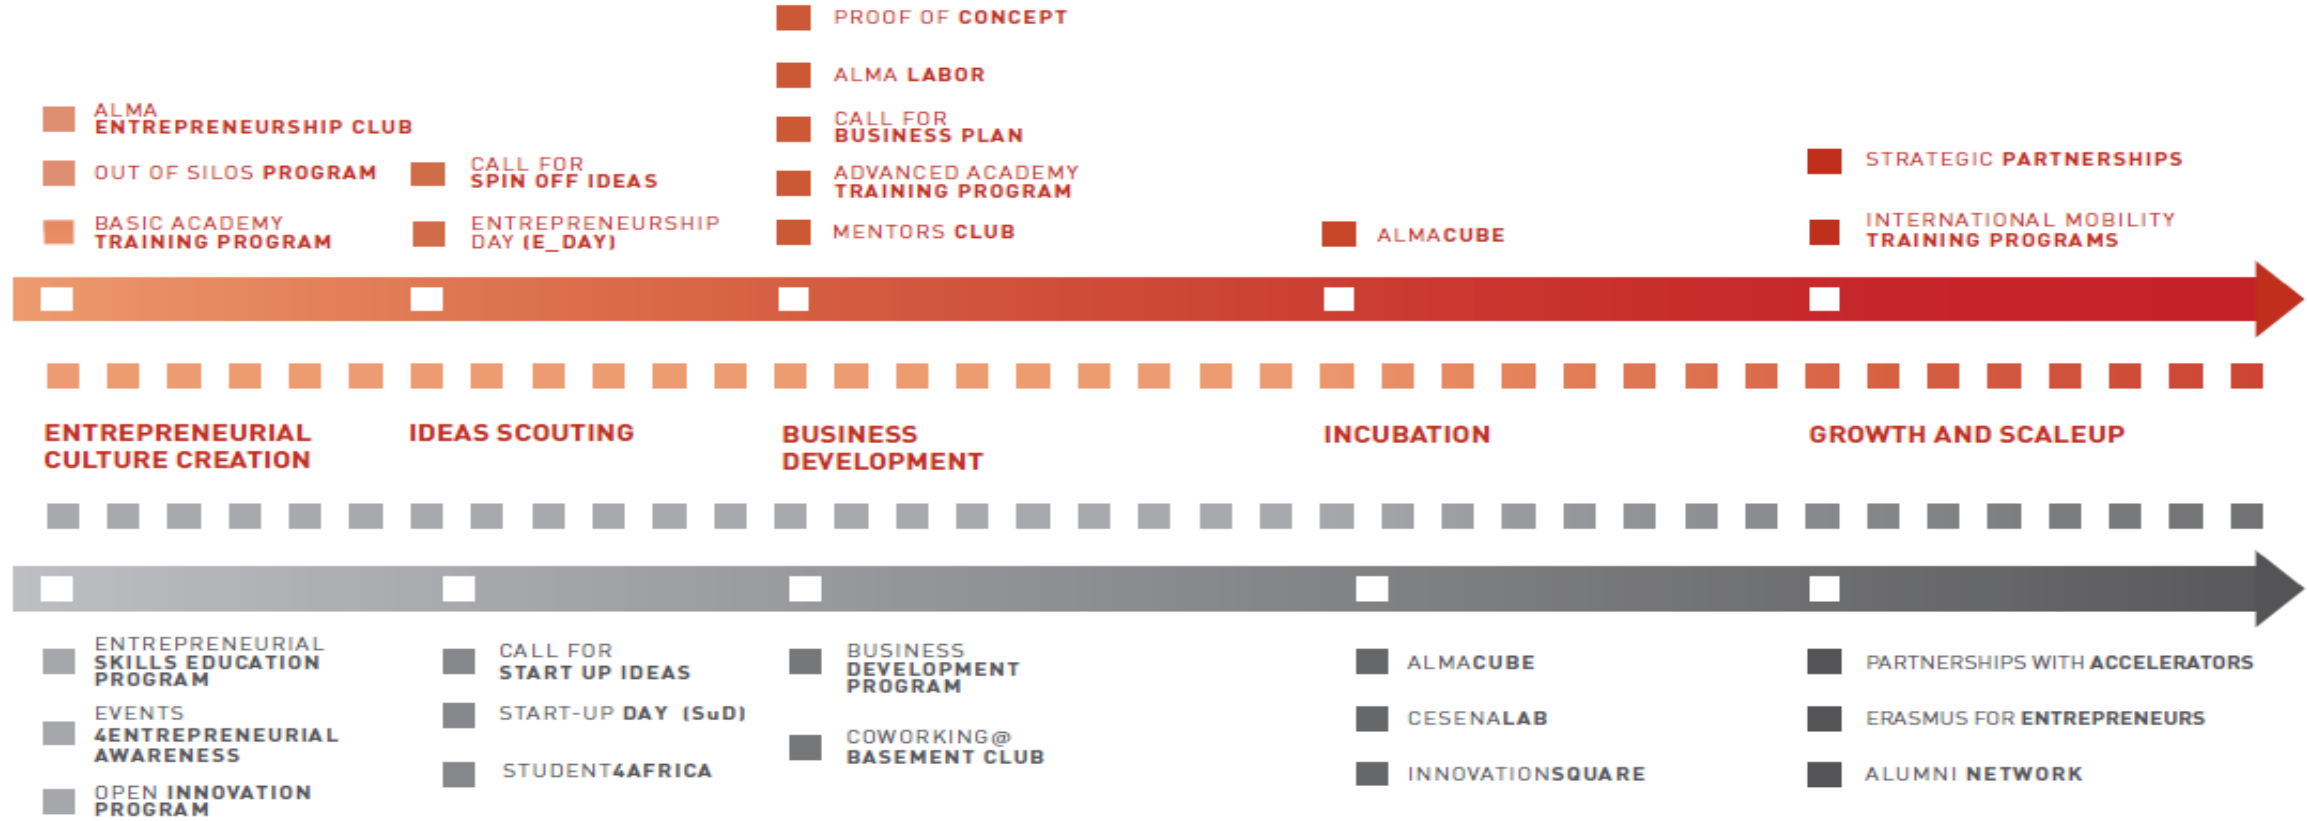 PROOF OF CONCEPT
ALMA LABOR
CALL FOR
BUSINESS PLAN
ADVANCED ACADEMY
TRAINING PROGRAM
MENTORS CLUB
ALMA
ENTREPRENEURSHIP CLUB
OUT OF SILOS PROGRAM
BASIC ACADEMY
TRAINING PROGRAM
CALL FOR
SPIN OFF IDEAS
ENTREPRENEURSHIP
DAY (E_DAY)
ALMACUBE
STRATEGIC PARTNERSHIPS
INTERNATIONAL MOBILITY
TRAINING PROGRAMS
ENTREPRENEURIAL
CULTURE CREATION
IDEAS SCOUTING
BUSINESS
DEVELOPMENT
INCUBATION
GROWTH AND SCALEUP
ENTREPRENEURIAL
SKILLS EDUCATION
PROGRAM
EVENTS
4ENTREPRENEURIAL
AWARENESS
OPEN INNOVATION
PROGRAM
CALL FOR
START UP IDEAS
START-UP DAY (SuD)
STUDENT4AFRICA
BUSINESS
DEVELOPMENT
PROGRAM
COWORKING@
BASEMENT CLUB
ALMACUBE
CESENALAB
INNOVATIONSQUARE
PARTNERSHIPS WITH ACCELERATORS
ERASMUS FOR ENTREPRENEURS
ALUMNI NETWORK